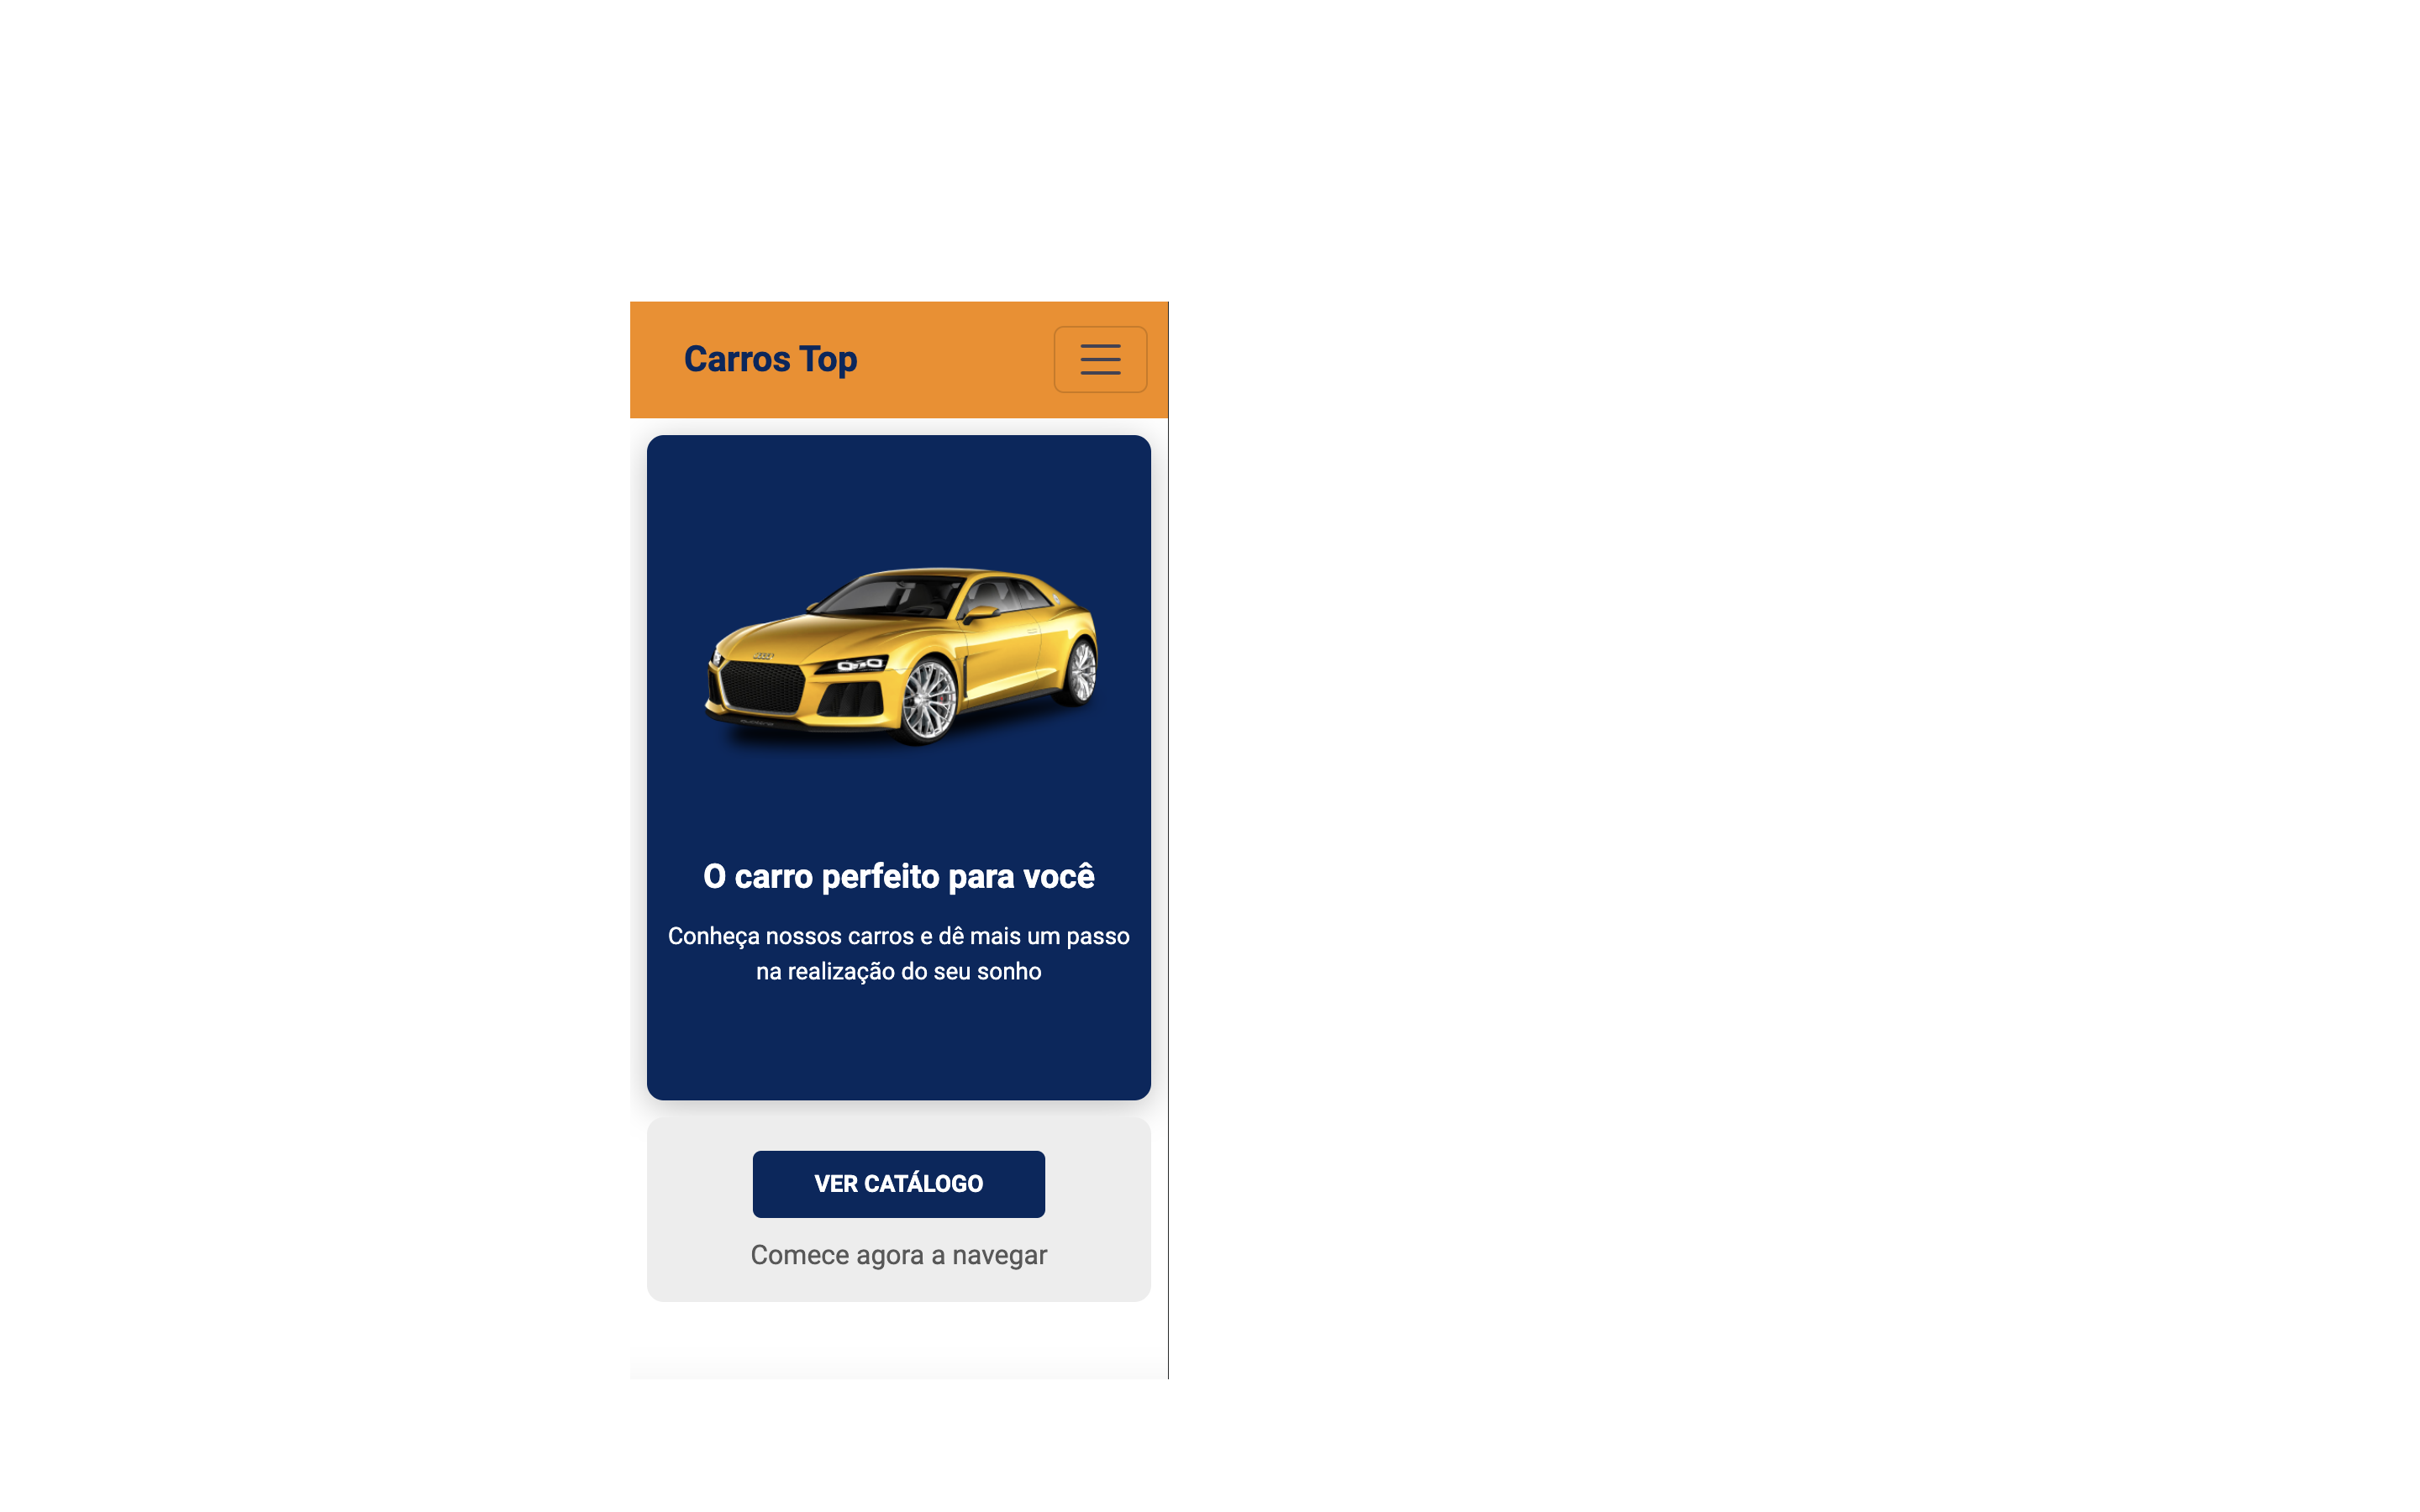 Carros Top
O carro perfeito para você
Conheça nossos carros e dê mais um passo
na realização do seu sonho
VER CATÁLOGO
Comece agora a navegar